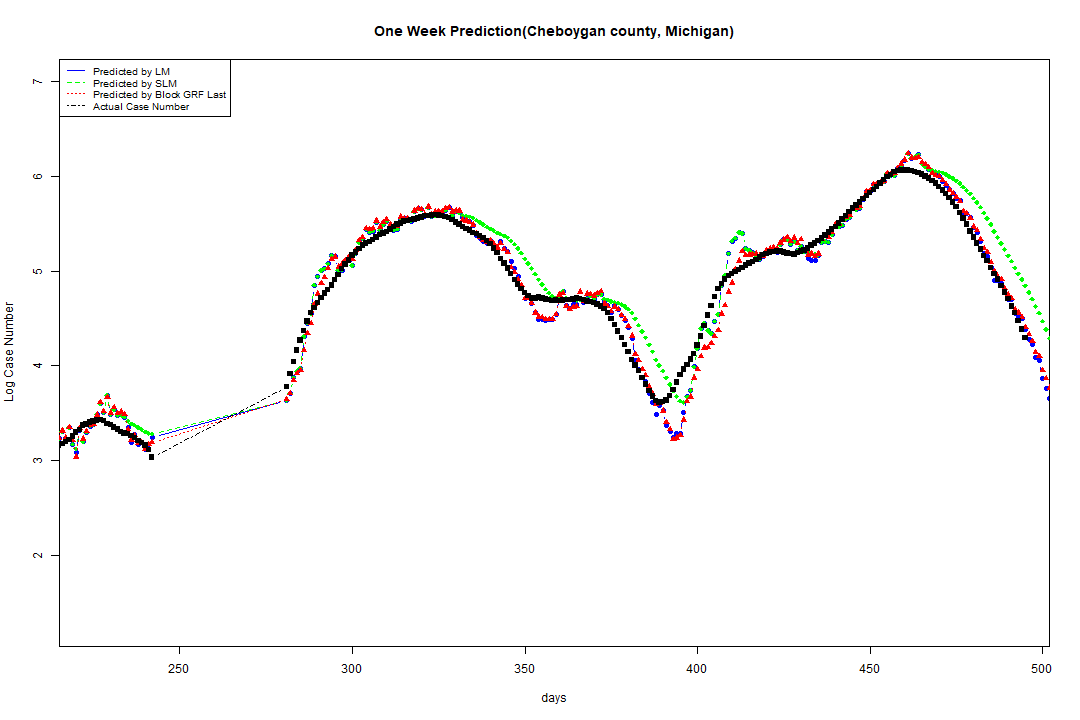 One Week Prediction(Cheboygan county, Michigan)
Predicted by LM
Predicted by SLM
Predicted by Block GRF Last
Actual Case Number
7
6
5
4
3
2
Log Case Number
250 300 350 400 450 500
days